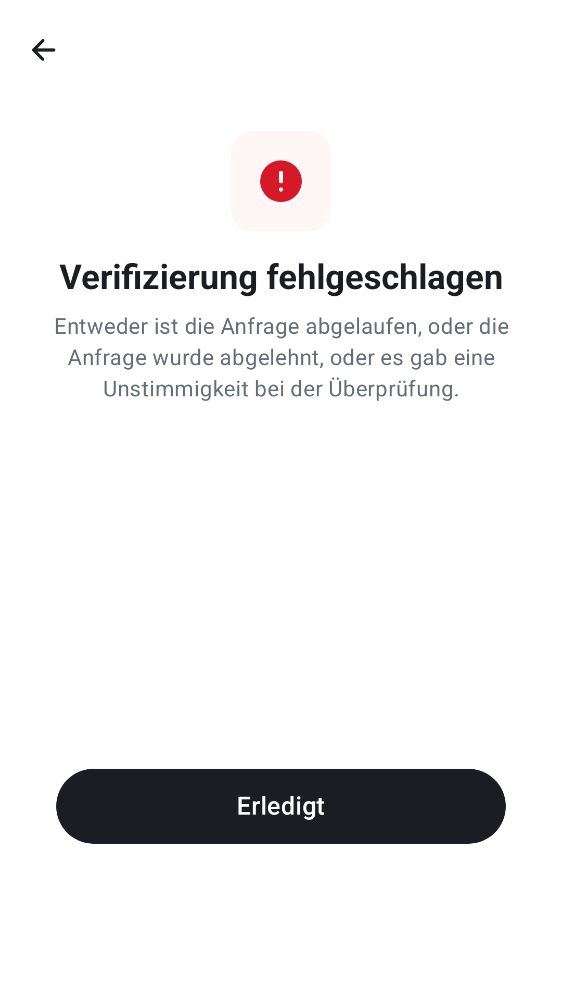 Verifizierung fehlgeschlagen
Entweder ist die Anfrage abgelaufen, oder die
Anfrage wurde abgelehnt, oder es gab eine
Unstimmigkeit bei der Überprüfung.
Erledigt